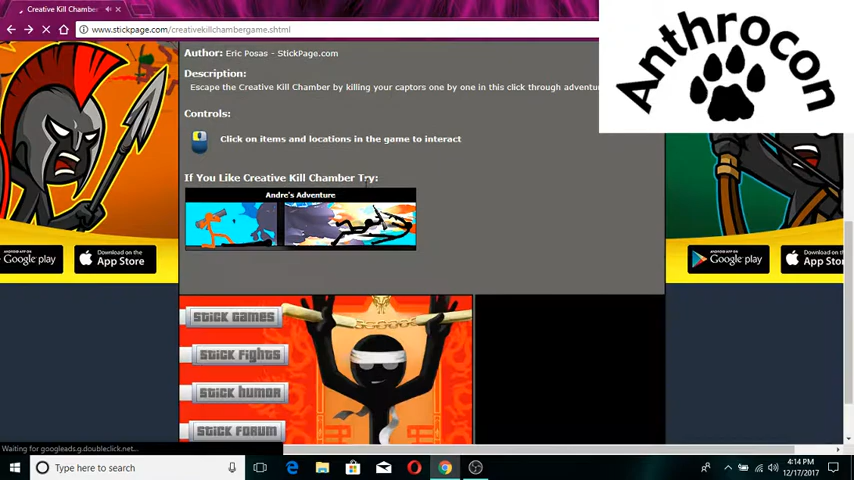 Creative Kill Chamber
www.stickpage.com/creativekillchambergame.shtml
Anthrocon
Author: Eric Posas - StickPage.com
Description:
Escape the Creative Kill Chamber by killing your captors one by one in this click through adventu
Controls:
Click on items and locations in the game to interact
If You Like Creative Kill Chamber Try:
Andre's Adventure
Google play
Download on the
App Store
Google play
Download on the
App Sto
STICK GAMES
STICK FIGHTS
STICK HUMOR
STICK FORUM
Waiting for googleads.g.doubleclick.net...
Type here to search
4:14 PM
12/17/2017